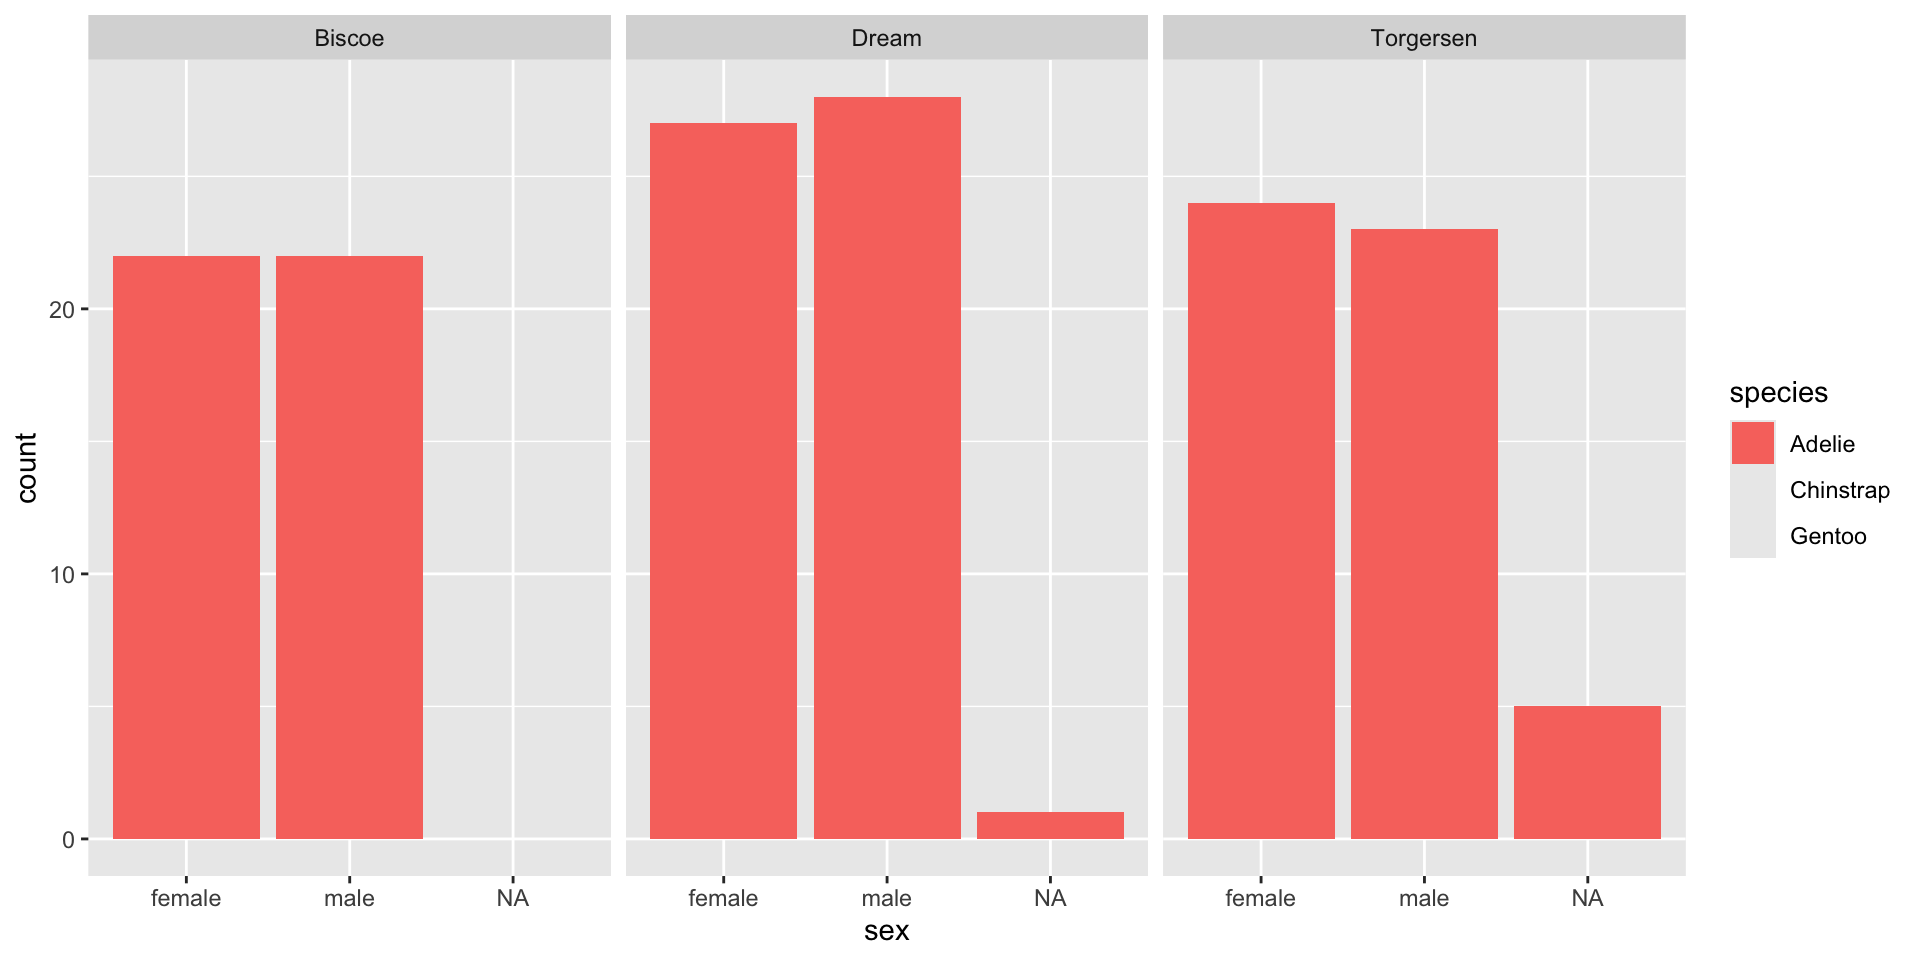 Biscoe Dream Torgersen
count
20
10
0
female male NA female male NA female male NA
sex
species
Adelie
Chinstrap
Gentoo